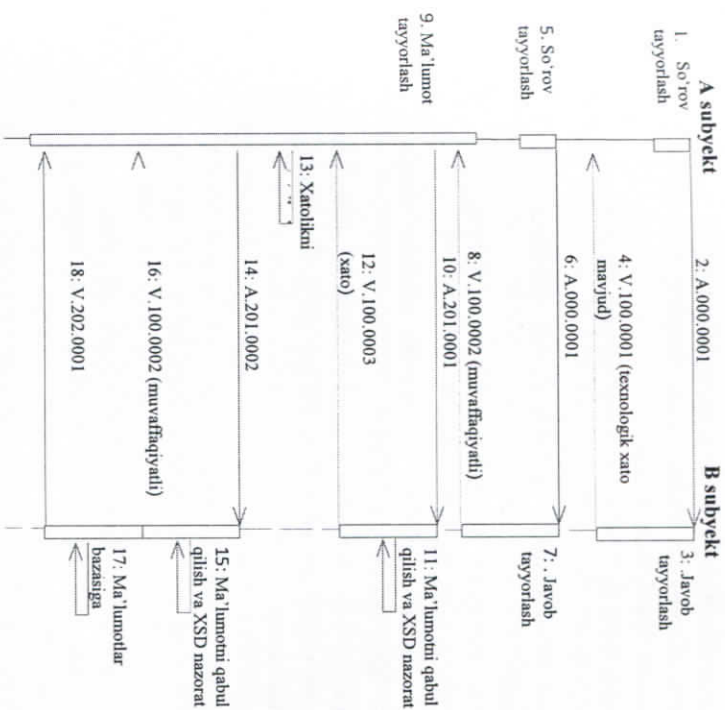 A subyekt
B subyekt
1. So'rov
tayyorlash
2: A.000.0001
3: .Javob
tayyorlash
4: V.100.0001 (texnologik xato
mavjud)
5. So'rov
tayyorlash
6: A.000.0001
7: . Javob
tayyorlash
8: V.100.0002 (muvaffaqiyatli)
9. Ma'lumot
tayyorlash
10: A.201.0001
11: Ma'lumotni qabul
qilish va XSD nazorat
12: V.100.0003
(xato)
13: Xatolikni
14: A.201.0002
15: Ma'lumotni qabul
qilish va XSD nazorat
16: V.100.0002 (muvaffaqiyatli)
17: Ma'lumotlar
bazasiga
18: V.202.0001